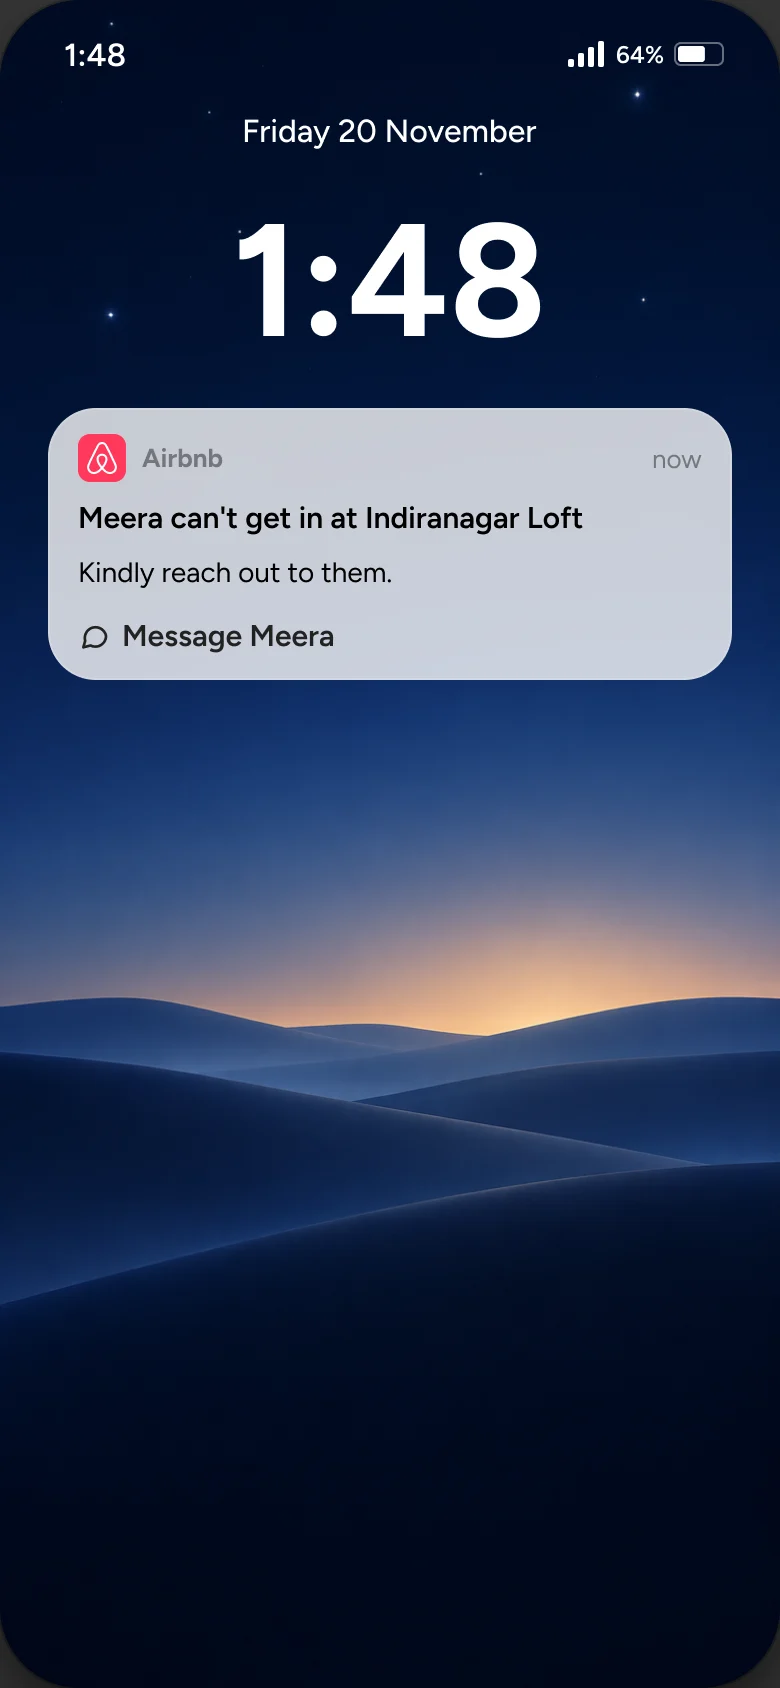 1:48
64%
Friday 20 November
1:48
Airbnb
now
Meera can't get in at Indiranagar Loft
Kindly reach out to them.
Message Meera